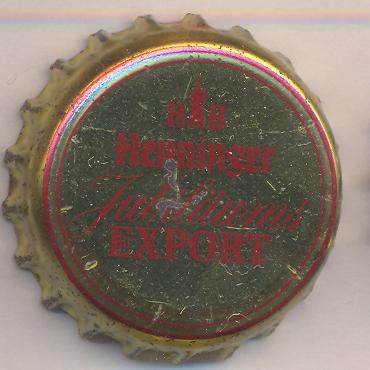 HAB
Henninger
Jubiläums
EXPORT